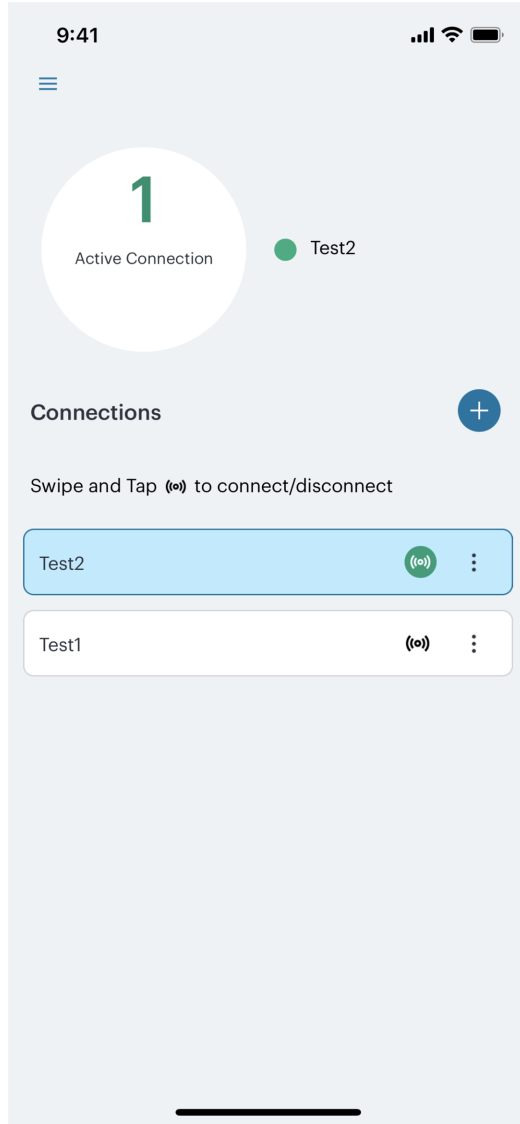 9:41
1
Active Connection
Test2
Connections
Swipe and Tap to connect/disconnect
Test2
Test1